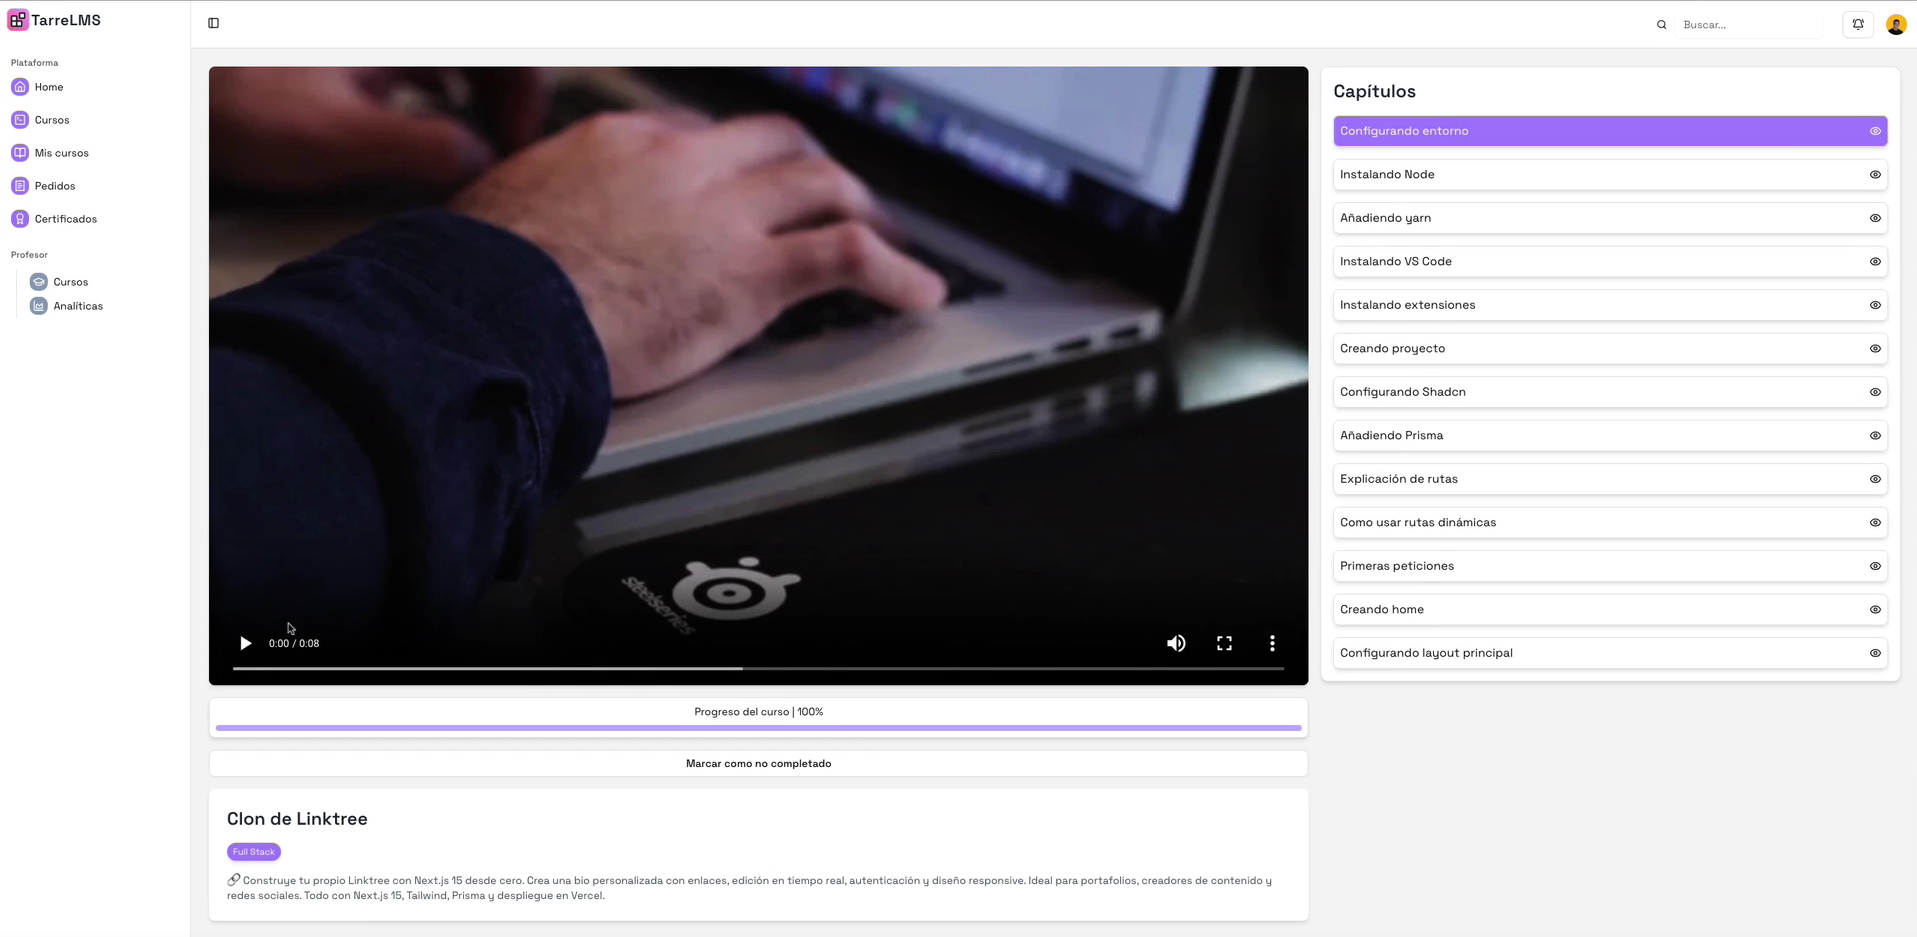 TarreLMS
Buscar...
Plataforma
Home
Cursos
Mis cursos
Pedidos
Certificados
Profesor
Cursos
Analíticas
steelseries
0:00 / 0:08
Progreso del curso | 100%
Marcar como no completado
Clon de Linktree
Full Stack
🔗 Construye tu propio Linktree con Next.js 15 desde cero. Crea una bio personalizada con enlaces, edición en tiempo real, autenticación y diseño responsive. Ideal para portafolios, creadores de contenido y
redes sociales. Todo con Next.js 15, Tailwind, Prisma y despliegue en Vercel.
Capítulos
Configurando entorno
Instalando Node
Añadiendo yarn
Instalando VS Code
Instalando extensiones
Creando proyecto
Configurando Shadcn
Añadiendo Prisma
Explicación de rutas
Como usar rutas dinámicas
Primeras peticiones
Creando home
Configurando layout principal